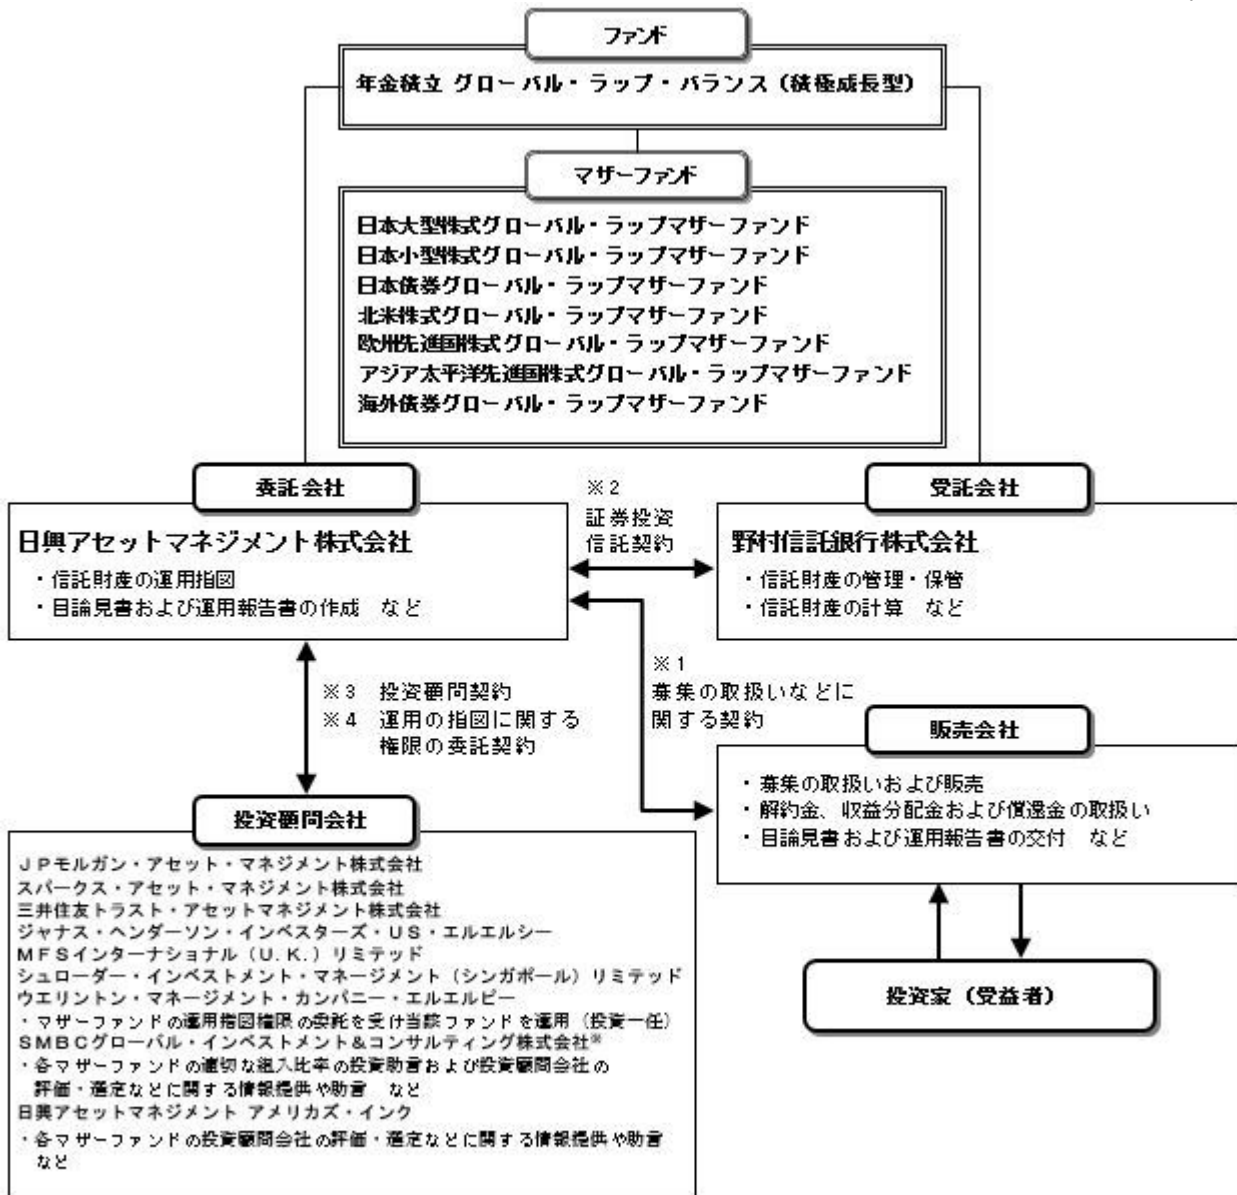 ファンド
年金積立 グローバル・ラップ・バランス（積極成長型）
マザーファンド
日本大型株式グローバル・ラップマザーファンド
日本小型株式グローバル・ラップマザーファンド
日本債券グローバル・ラップマザーファンド
北米株式グローバル・ラップマザーファンド
欧州先進国株式グローバル・ラップマザーファンド
アジア太平洋先進国株式グローバル・ラップマザーファンド
海外債券グローバル・ラップマザーファンド
委託会社
日興アセットマネジメント株式会社
・信託財産の運用指図
・目論見書および運用報告書の作成　など
※２
証券投資
信託契約
受託会社
野村信託銀行株式会社
・信託財産の管理・保管
・信託財産の計算　など
※３　投資顧問契約
※４　運用の指図に関する
権限の委託契約
※１
募集の取扱いなどに
関する契約
販売会社
・募集の取扱いおよび販売
・解約金、収益分配金および償還金の取扱い
・目論見書および運用報告書の交付　など
投資顧問会社
ＪＰモルガン・アセット・マネジメント株式会社
スパークス・アセット・マネジメント株式会社
三井住友トラスト・アセットマネジメント株式会社
ジャナス・ヘンダーソン・インベスターズ・ＵＳ・エルエルシー
ＭＦＳインターナショナル（Ｕ.Ｋ.）リミテッド
シュローダー・インベストメント・マネージメント（シンガポール）リミテッド
ウエリントン・マネージメント・カンパニー・エルエルピー
・マザーファンドの運用指図権限の委託を受け当該ファンドを運用（投資一任）
ＳＭＢＣグローバル・インベストメント＆コンサルティング株式会社※
・各マザーファンドの適切な組入比率の投資助言および投資顧問会社の
評価・選定などに関する情報提供や助言　など
日興アセットマネジメント アメリカズ・インク
・各マザーファンドの投資顧問会社の評価・選定などに関する情報提供や助言
など
投資家（受益者）